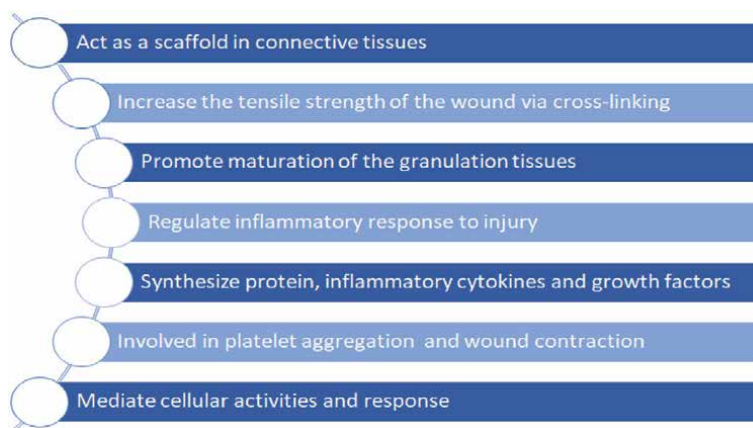 Act as a scaffold in connective tissues
Increase the tensile strength of the wound via cross-linking
Promote maturation of the granulation tissues
Regulate inflammatory response to injury
Synthesize protein, inflammatory cytokines and growth factors
Involved in platelet aggregation and wound contraction
Mediate cellular activities and response